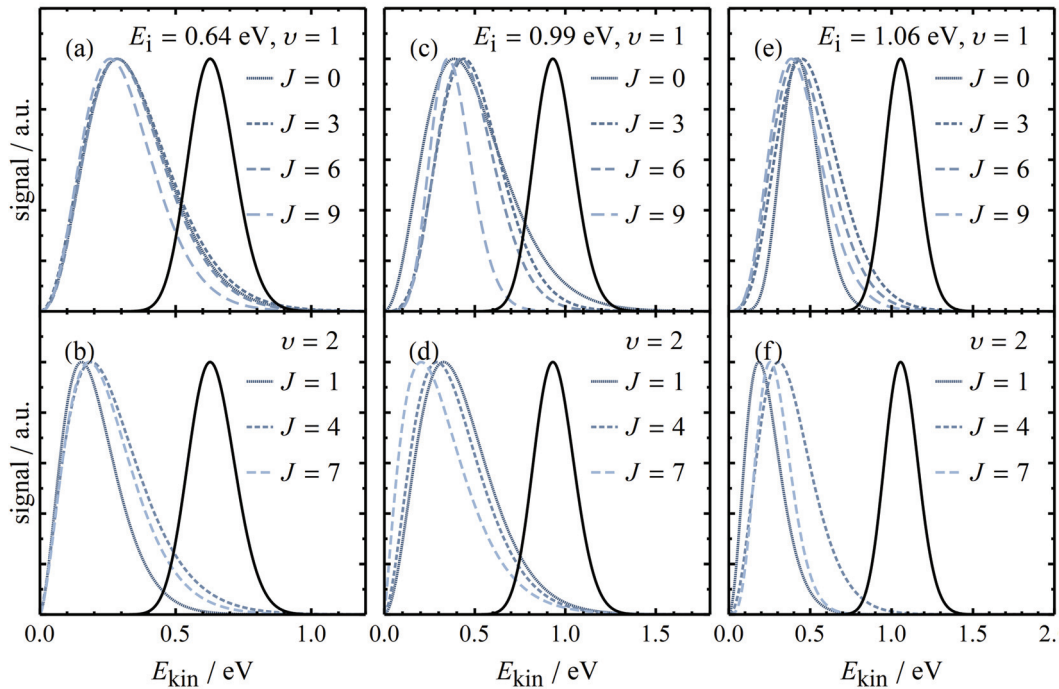 (a) E_i = 0.64 eV, υ = 1
J = 0
J = 3
J = 6
J = 9
(c) E_i = 0.99 eV, υ = 1
J = 0
J = 3
J = 6
J = 9
(e) E_i = 1.06 eV, υ = 1
J = 0
J = 3
J = 6
J = 9
signal / a.u.
(b) υ = 2
J = 1
J = 4
J = 7
(d) υ = 2
J = 1
J = 4
J = 7
(f) υ = 2
J = 1
J = 4
J = 7
signal / a.u.
0.0 0.5 1.0
0.0 0.5 1.0 1.5
0.0 0.5 1.0 1.5 2.
E_kin / eV
E_kin / eV
E_kin / eV